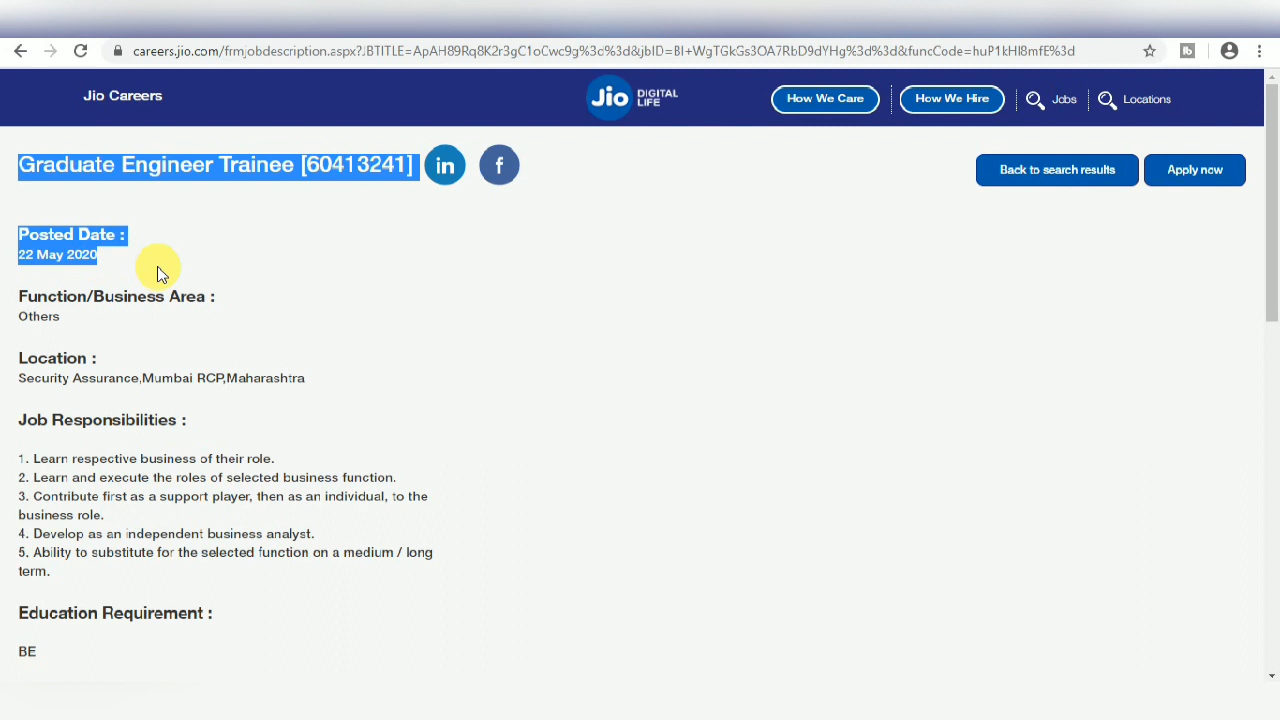 careers.jio.com/frmjobdescription.aspx?JBTITLE=ApAH89Rq8K2r3gC1oCwc9g%3d%3d&jbID=BI+WgTGkGs3OA7RbD9dYHg%3d%3d&funcCode=huP1kHI8mfE%3d
Jio Careers
Jio DIGITAL LIFE
How We Care
How We Hire
Jobs
Locations
Graduate Engineer Trainee [60413241]
in
f
Back to search results
Apply now
Posted Date :
22 May 2020
Function/Business Area :
Others
Location :
Security Assurance,Mumbai RCP,Maharashtra
Job Responsibilities :
1. Learn respective business of their role.
2. Learn and execute the roles of selected business function.
3. Contribute first as a support player, then as an individual, to the
business role.
4. Develop as an independent business analyst.
5. Ability to substitute for the selected function on a medium / long
term.
Education Requirement :
BE